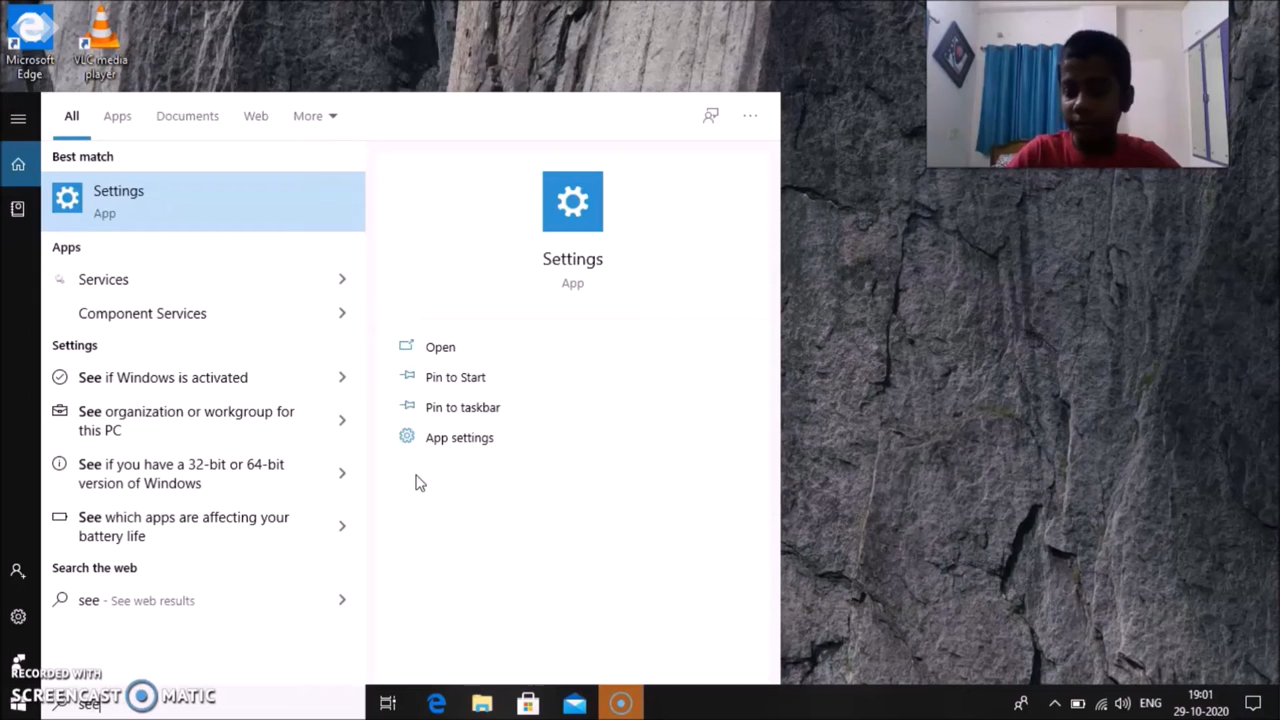 Microsoft
Edge
VLC media
player
All
Apps
Documents
Web
More
Best match
Settings
App
Apps
Services
Component Services
Settings
See if Windows is activated
See organization or workgroup for
this PC
See if you have a 32-bit or 64-bit
version of Windows
See which apps are affecting your
battery life
Search the web
see - See web results
Settings
App
Open
Pin to Start
Pin to taskbar
App settings
RECORDED WITH
SCREENCAST MATIC
see
ENG
19:01
29-10-2020